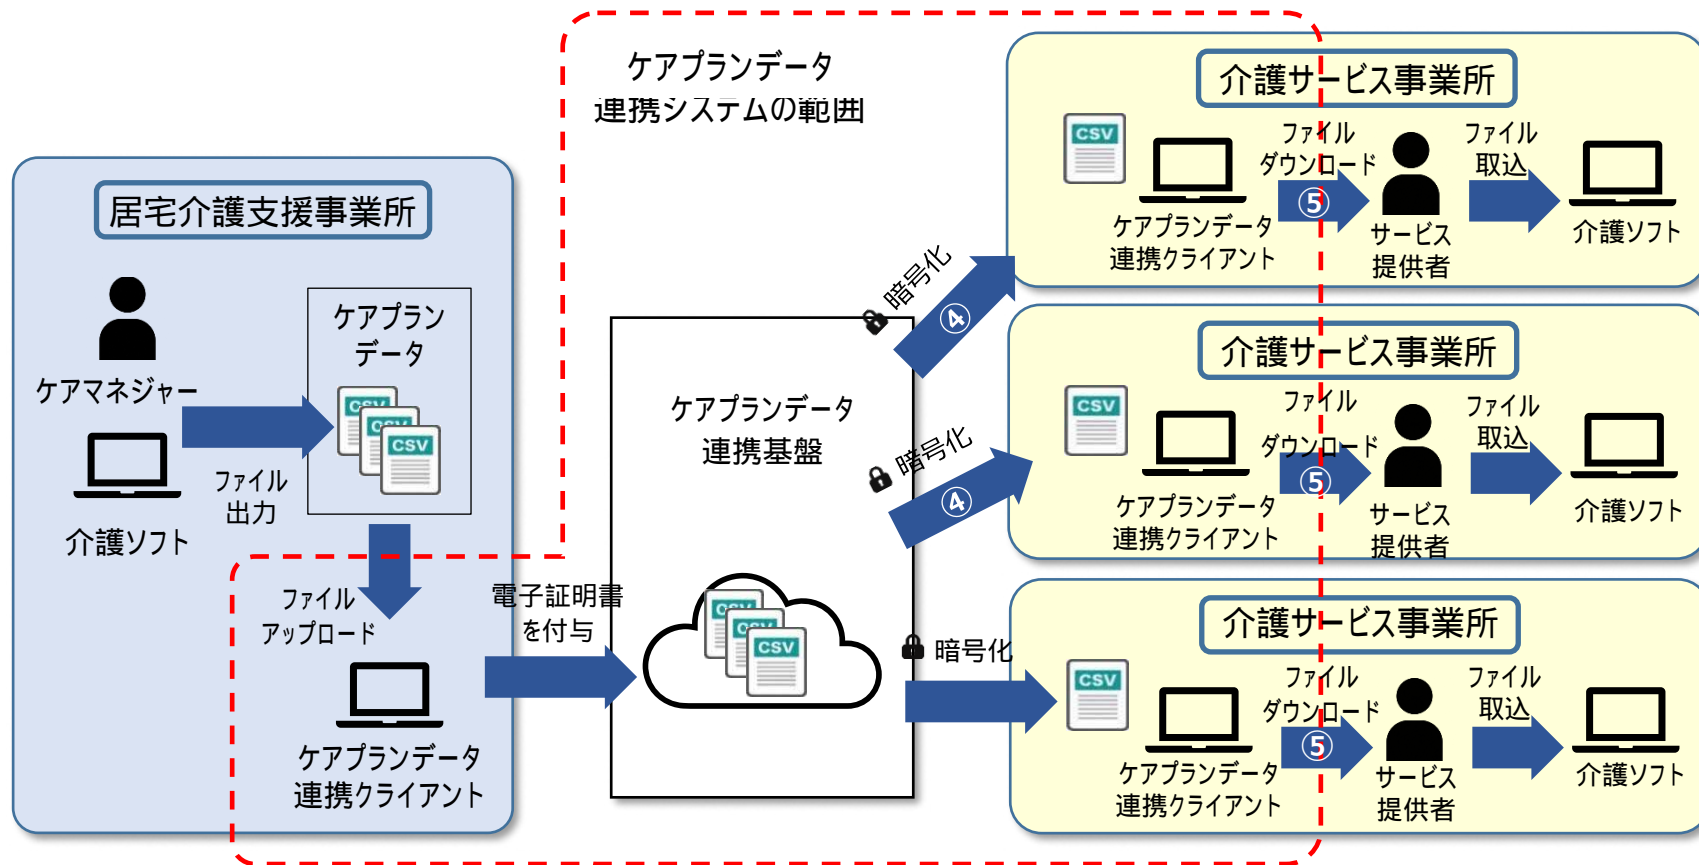 ケアプランデータ
連携システムの範囲
居宅介護支援事業所
ケアマネジャー
介護ソフト
ファイル
出力
ケアプラン
データ
CSV
CSV
CSV
ファイル
アップロード
ケアプランデータ
連携クライアント
電子証明書
を付与
ケアプランデータ
連携基盤
CSV
CSV
CSV
暗号化
④
暗号化
④
暗号化
介護サービス事業所
CSV
ケアプランデータ
連携クライアント
ファイル
ダウンロード
⑤
サービス
提供者
ファイル
取込
介護ソフト
介護サービス事業所
CSV
ケアプランデータ
連携クライアント
ファイル
ダウンロード
⑤
サービス
提供者
ファイル
取込
介護ソフト
介護サービス事業所
CSV
ケアプランデータ
連携クライアント
ファイル
ダウンロード
⑤
サービス
提供者
ファイル
取込
介護ソフト